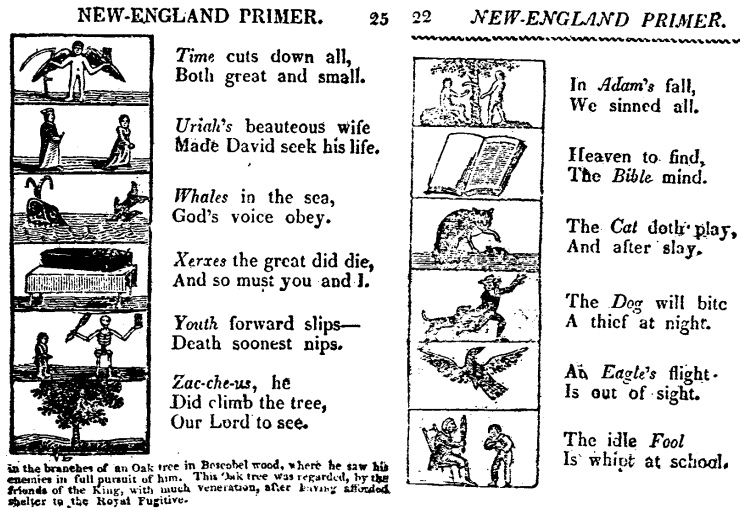 NEW-ENGLAND PRIMER. 25
Time cuts down all,
Both great and small.
Uriah's beauteous wife
Made David seek his life.
Whales in the sea,
God's voice obey.
Xerxes the great did die,
And so must you and I.
Youth forward slips—
Death soonest nips.
Zac-che-us, he
Did climb the tree,
Our Lord to see.
in the branches of an Oak tree in Boscobel wood, where he saw his
enemies in full pursuit of him. This Oak tree was regarded, by the
friends of the King, with much veneration, after having afforded
shelter to the Royal Fugitive.
22 NEW-ENGLAND PRIMER.
In Adam's fall,
We sinned all.
Heaven to find,
The Bible mind.
The Cat doth play,
And after slay.
The Dog will bite
A thief at night.
An Eagle's flight
Is out of sight.
The idle Fool
Is whipt at school.